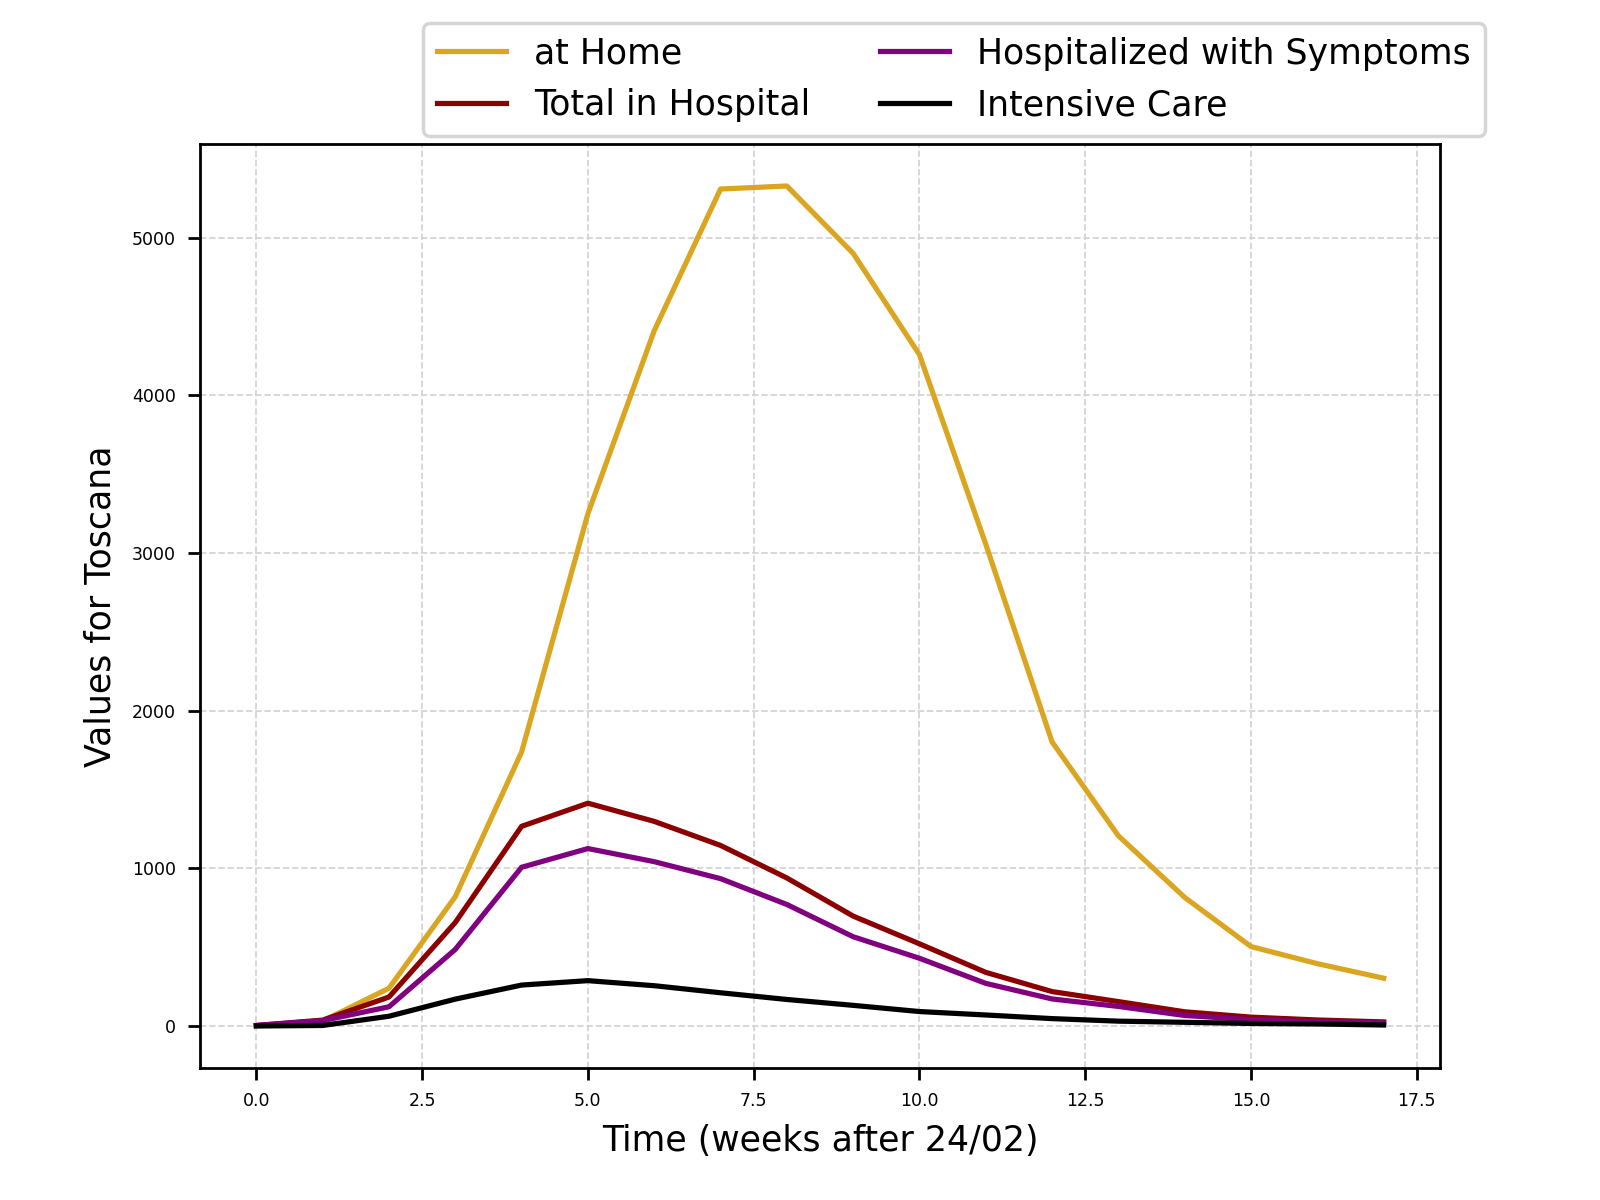 at Home
Total in Hospital
Hospitalized with Symptoms
Intensive Care
Values for Toscana
5000
4000
3000
2000
1000
0
0.0 2.5 5.0 7.5 10.0 12.5 15.0 17.5
Time (weeks after 24/02)